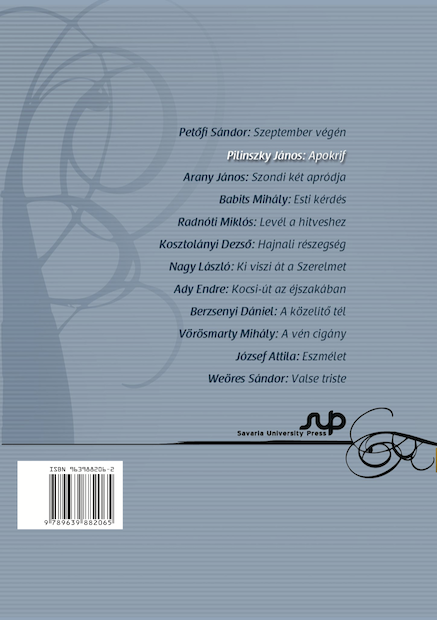 Petőfi Sándor: Szeptember végén
Pilinszky János: Apokrif
Arany János: Szondi két apródja
Babits Mihály: Esti kérdés
Radnóti Miklós: Levél a hitveshez
Kosztolányi Dezső: Hajnali részegség
Nagy László: Ki viszi át a Szerelmet
Ady Endre: Kocsi-út az éjszakában
Berzsenyi Dániel: A közelítő tél
Vörösmarty Mihály: A vén cigány
József Attila: Eszmélet
Weöres Sándor: Valse triste
sup
Savaria University Press
ISBN 963988206-2
9 789639 882065